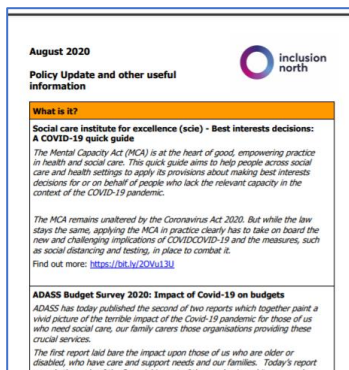 August 2020
inclusion
north
Policy Update and other useful
information
What is it?
Social care institute for excellence (scie) - Best interests decisions:
A COVID-19 quick guide
The Mental Capacity Act (MCA) is at the heart of good, empowering practice
in health and social care. This quick guide aims to help people across social
care and health settings to apply its provisions about making best interests
decisions for or on behalf of people who lack the relevant capacity in the
context of the COVID-19 pandemic.
The MCA remains unaltered by the Coronavirus Act 2020. But while the law
stays the same, applying the MCA in practice clearly has to take on board the
new and challenging implications of COVIDCOVID-19 and the measures, such
as social distancing and testing, in place to combat it.
Find out more: https://bit.ly/2OVu13U
ADASS Budget Survey 2020: Impact of Covid-19 on budgets
ADASS has today published the second of two reports which together paint a
vivid picture of the terrible impact of the Covid-19 pandemic for those of us
who need social care, our family carers those organisations providing these
crucial services.
The first report laid bare the impact upon those of us who are older or
disabled, who have care and support needs and our families. Today's report